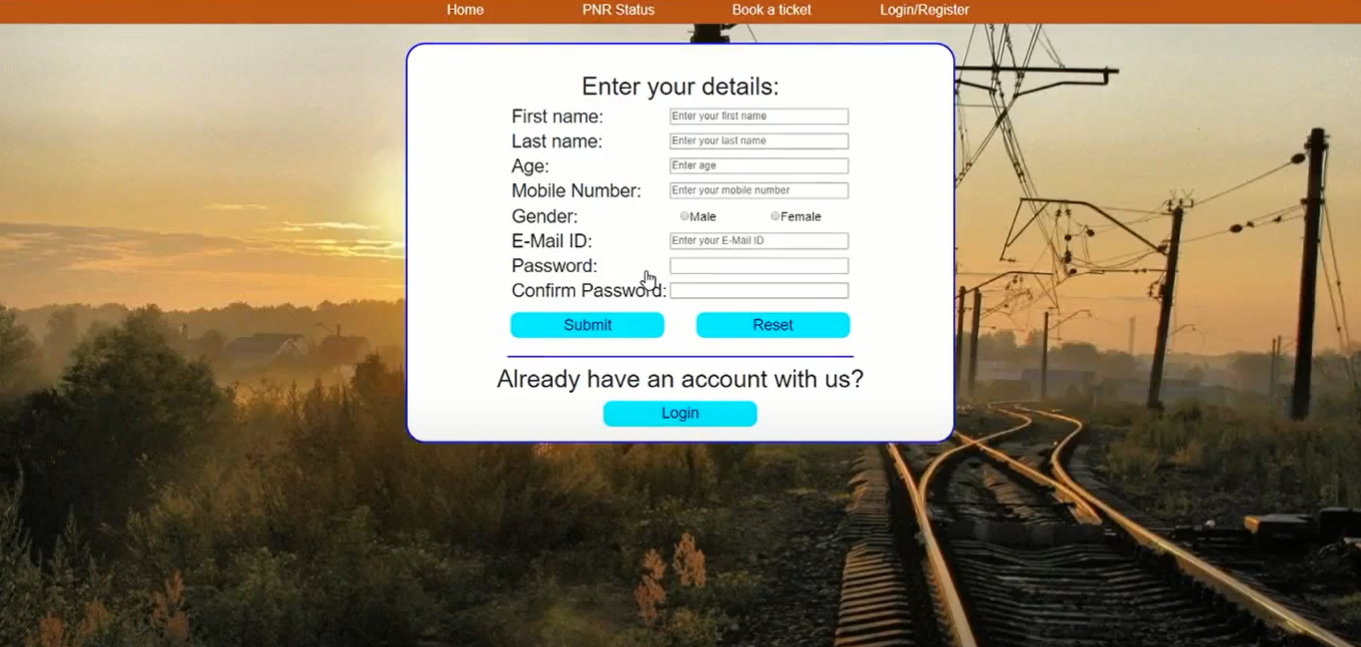 Home PNR Status Book a ticket Login/Register
Enter your details:
First name: Enter your first name
Last name: Enter your last name
Age: Enter age
Mobile Number: Enter your mobile number
Gender: Male Female
E-Mail ID: Enter your E-Mail ID
Password:
Confirm Password:
Submit Reset
Already have an account with us?
Login